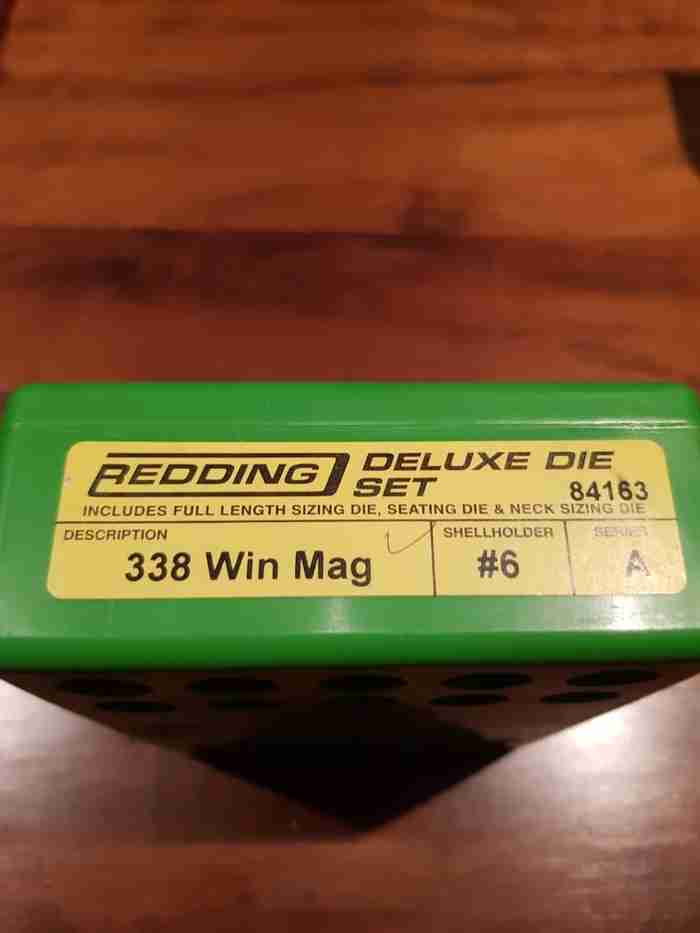 REDDING DELUXE DIE SET 84163
INCLUDES FULL LENGTH SIZING DIE, SEATING DIE & NECK SIZING DIE
DESCRIPTION SHELLHOLDER SERIES
338 Win Mag #6 A